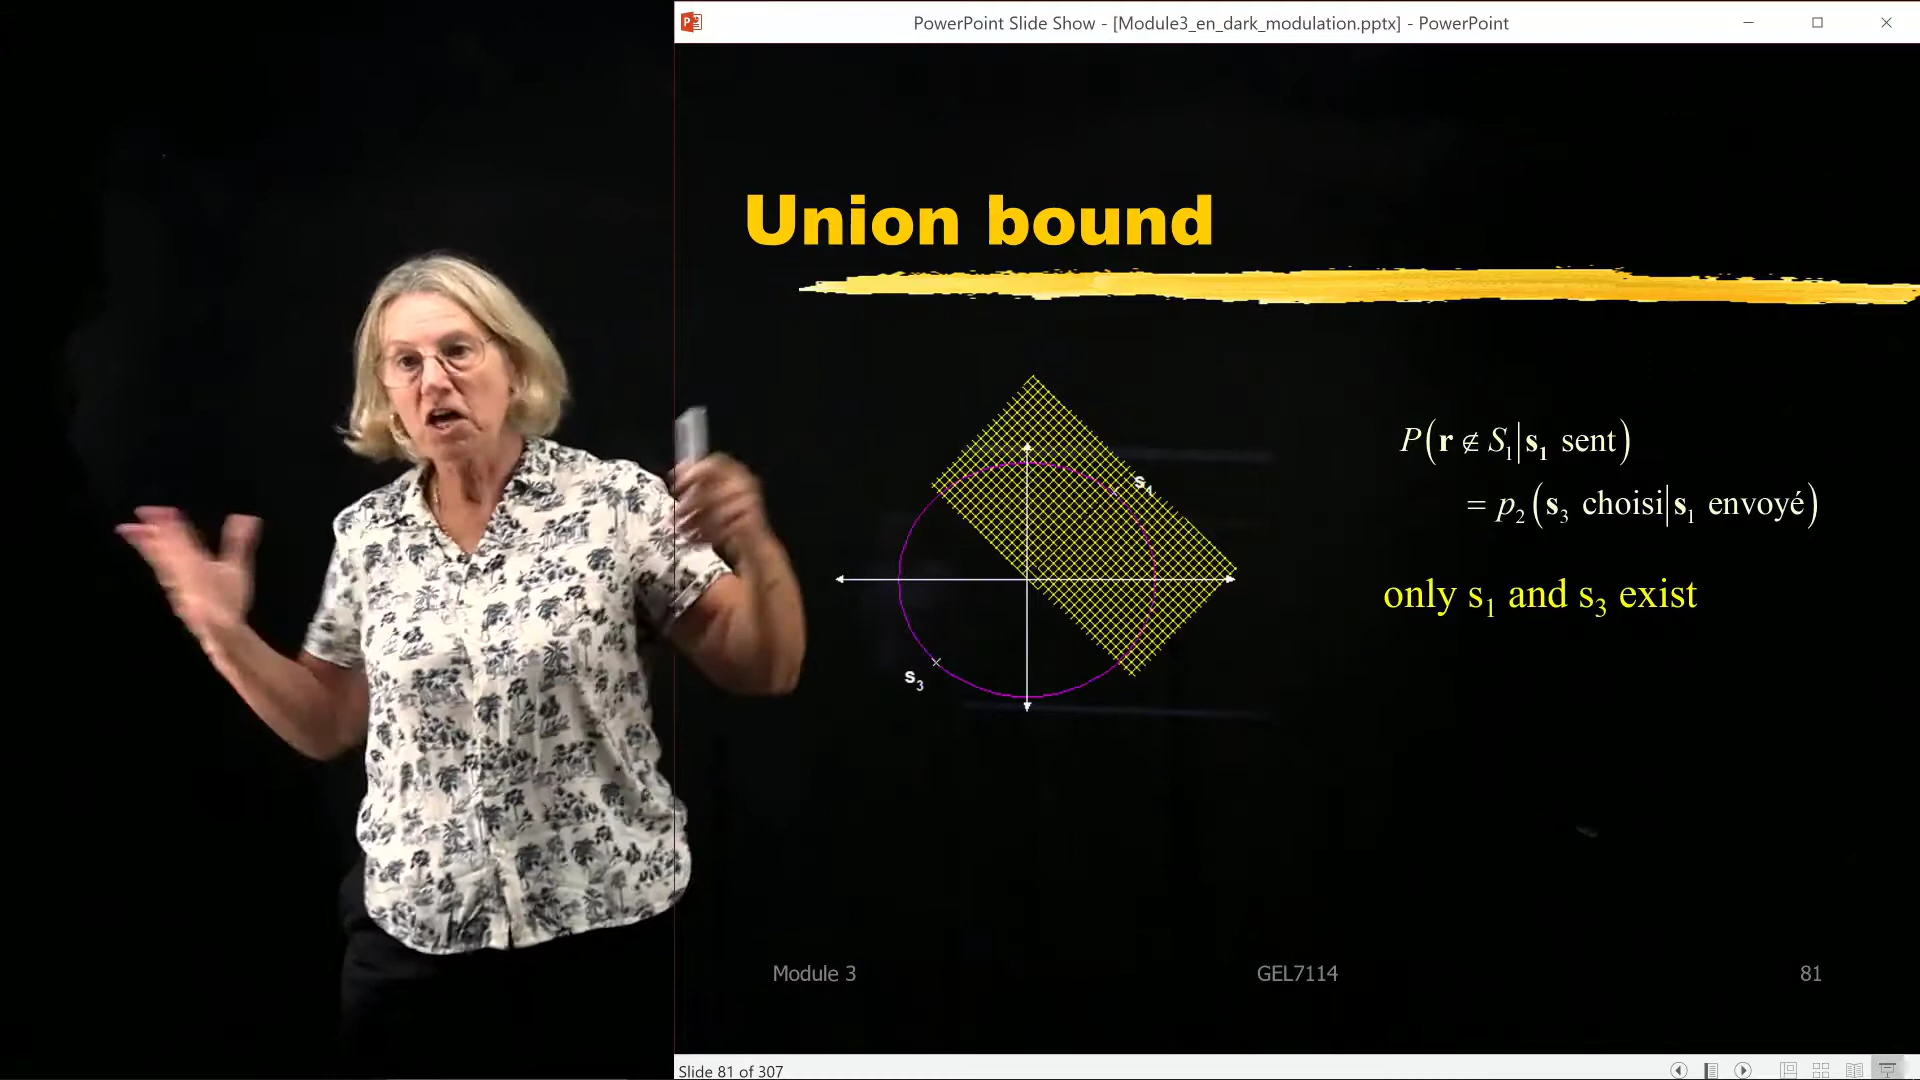 PowerPoint Slide Show - [Module3_en_dark_modulation.pptx] - PowerPoint
Union bound
s1
P(r ∉ S₁|s₁ sent)
= p₂(s₃ choisi|s₁ envoyé)
only s₁ and s₃ exist
s₃
Module 3
GEL7114
81
Slide 81 of 307